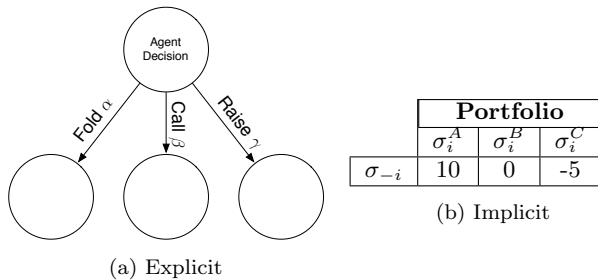 Agent
Decision
Fold α
Call β
Raise γ
(a) Explicit
Portfolio
σ_i^A σ_i^B σ_i^C
σ_{-i} 10 0 -5
(b) Implicit